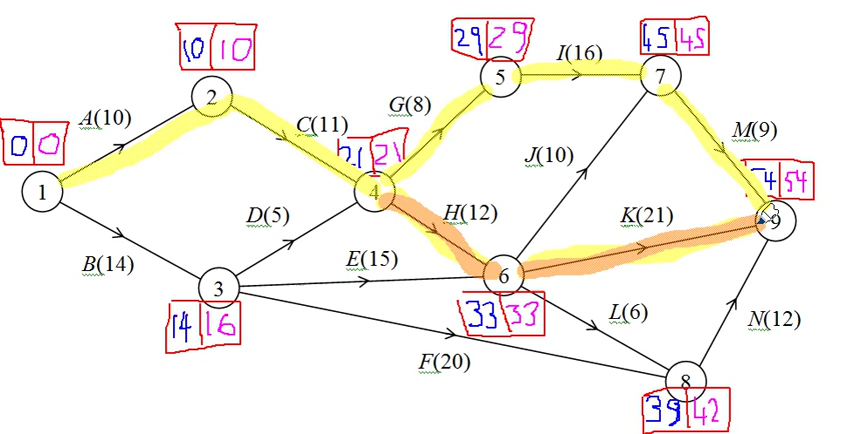 10 10
29 29
I(16)
45 45
2
5
7
A(10)
C(11)
G(8)
M(9)
0 0
J(10)
21 21
54
1
4
D(5)
H(12)
K(21)
9
B(14)
E(15)
3
6
14 16
33 33
L(6)
N(12)
F(20)
8
39 42